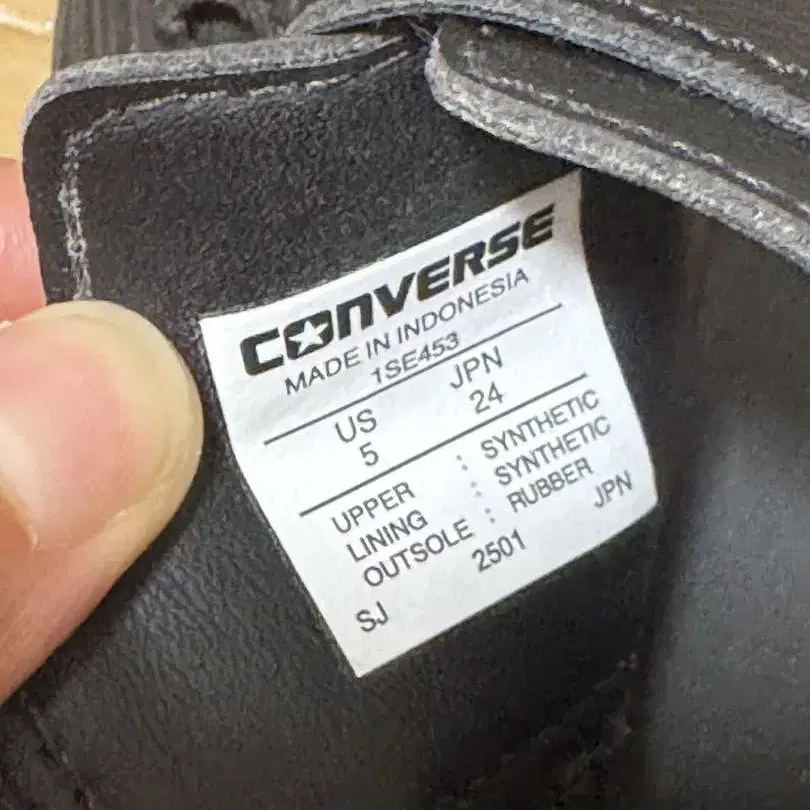 CONVERSE
MADE IN INDONESIA
1SE453
US JPN
5 24
UPPER : SYNTHETIC
LINING : SYNTHETIC
OUTSOLE : RUBBER
SJ 2501 JPN